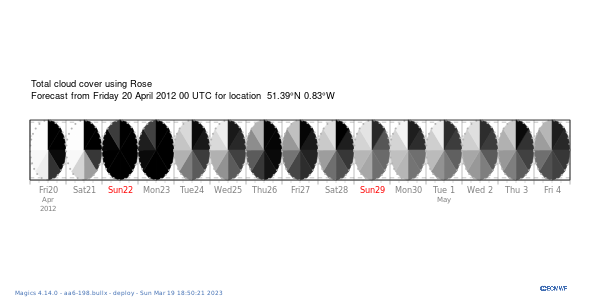 Total cloud cover using Rose
Forecast from Friday 20 April 2012 00 UTC for location 51.39°N 0.83°W
Fri20 Sat21 Sun22 Mon23 Tue24 Wed25 Thu26 Fri27 Sat28 Sun29 Mon30 Tue 1 Wed 2 Thu 3 Fri 4
Apr May
2012
Magics 4.14.0 - aa6-198.bullx - deploy - Sun Mar 19 18:50:21 2023
ECMWF